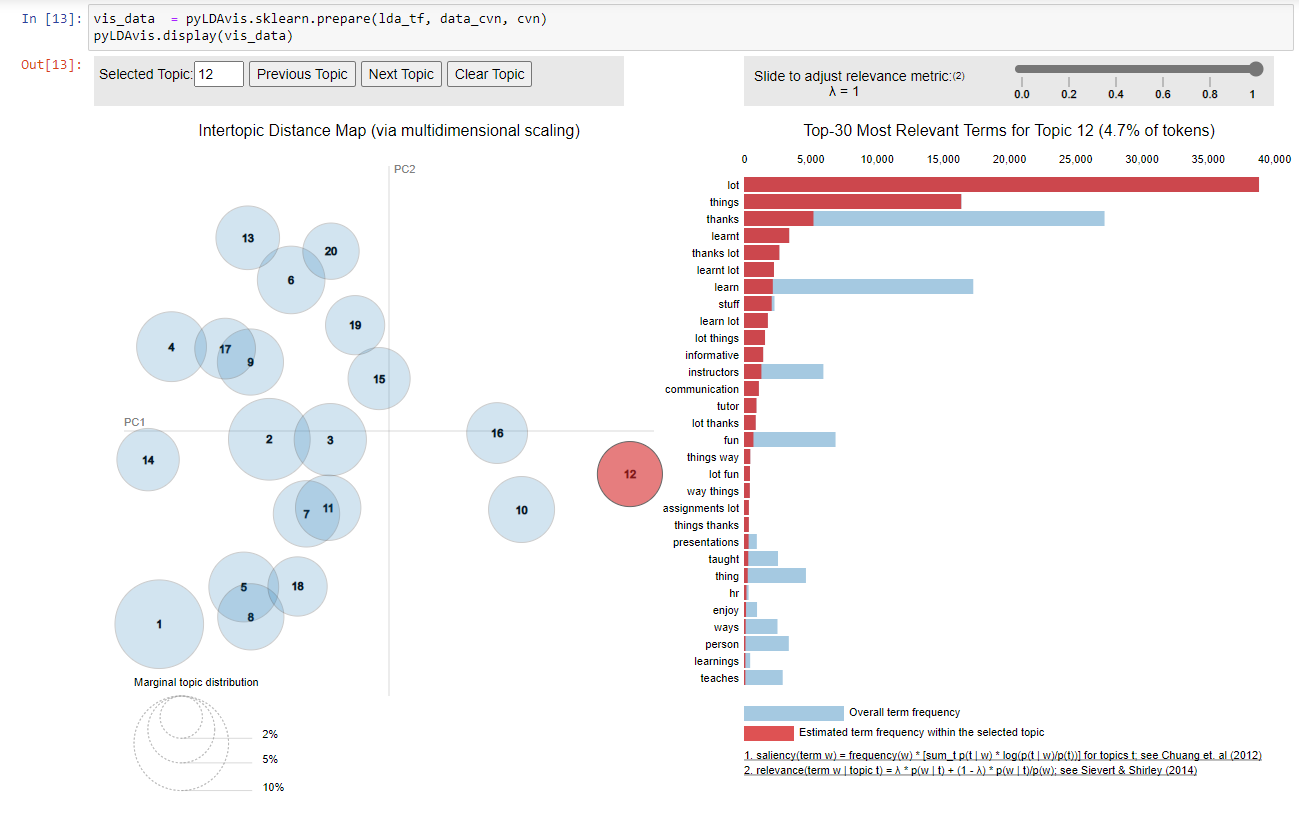 In [13]: vis_data  = pyLDAvis.sklearn.prepare(lda_tf, data_cvn, cvn)
pyLDAvis.display(vis_data)
Out[13]:
Selected Topic: 12 Previous Topic Next Topic Clear Topic
Slide to adjust relevance metric:(2)
λ = 1
0.0 0.2 0.4 0.6 0.8 1
Intertopic Distance Map (via multidimensional scaling)
PC2
PC1
13
20
6
19
4
17
9
15
2
3
16
14
12
7
11
10
5
18
8
1
Marginal topic distribution
2%
5%
10%
Top-30 Most Relevant Terms for Topic 12 (4.7% of tokens)
0 5,000 10,000 15,000 20,000 25,000 30,000 35,000 40,000
lot
things
thanks
learnt
thanks lot
learnt lot
learn
stuff
learn lot
lot things
informative
instructors
communication
tutor
lot thanks
fun
things way
lot fun
way things
assignments lot
things thanks
presentations
taught
thing
hr
enjoy
ways
person
learnings
teaches
Overall term frequency
Estimated term frequency within the selected topic
1. saliency(term w) = frequency(w) * [sum_t p(t | w) * log(p(t | w)/p(t))] for topics t; see Chuang et. al (2012)
2. relevance(term w | topic t) = λ * p(w | t) + (1 - λ) * p(w | t)/p(w); see Sievert & Shirley (2014)